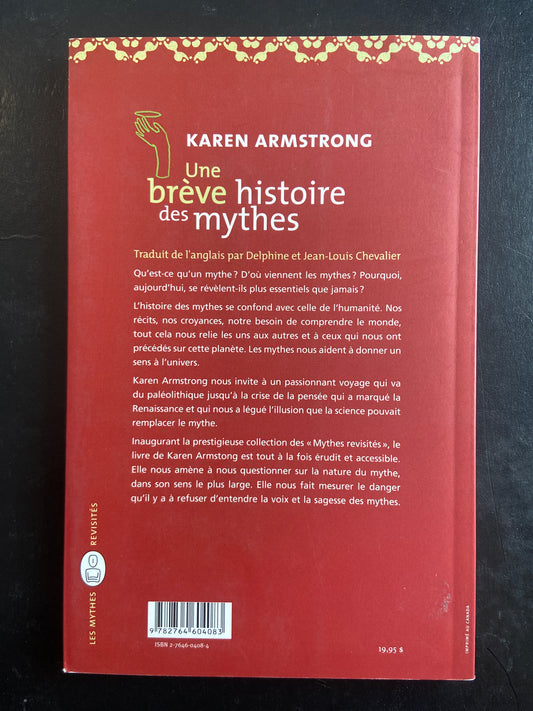 KAREN ARMSTRONG
Une
brève histoire
des mythes
Traduit de l'anglais par Delphine et Jean-Louis Chevalier
Qu'est-ce qu'un mythe ? D'où viennent les mythes ? Pourquoi,
aujourd'hui, se révèlent-ils plus essentiels que jamais ?
L'histoire des mythes se confond avec celle de l'humanité. Nos
récits, nos croyances, notre besoin de comprendre le monde,
tout cela nous relie les uns aux autres et à ceux qui nous ont
précédés sur cette planète. Les mythes nous aident à donner un
sens à l'univers.
Karen Armstrong nous invite à un passionnant voyage qui va
du paléolithique jusqu'à la crise de la pensée qui a marqué la
Renaissance et qui nous a légué l'illusion que la science pouvait
remplacer le mythe.
Inaugurant la prestigieuse collection des « Mythes revisités », le
livre de Karen Armstong est tout à la fois érudit et accessible.
Elle nous amène à nous questionner sur la nature du mythe,
dans son sens le plus large. Elle nous fait mesurer le danger
qu'il y a à refuser d'entendre la voix et la sagesse des mythes.
LES MYTHES REVISITÉS
9 782764 604083
ISBN 2-7646-0408-4
19,95 $
IMPRIMÉ AU CANADA